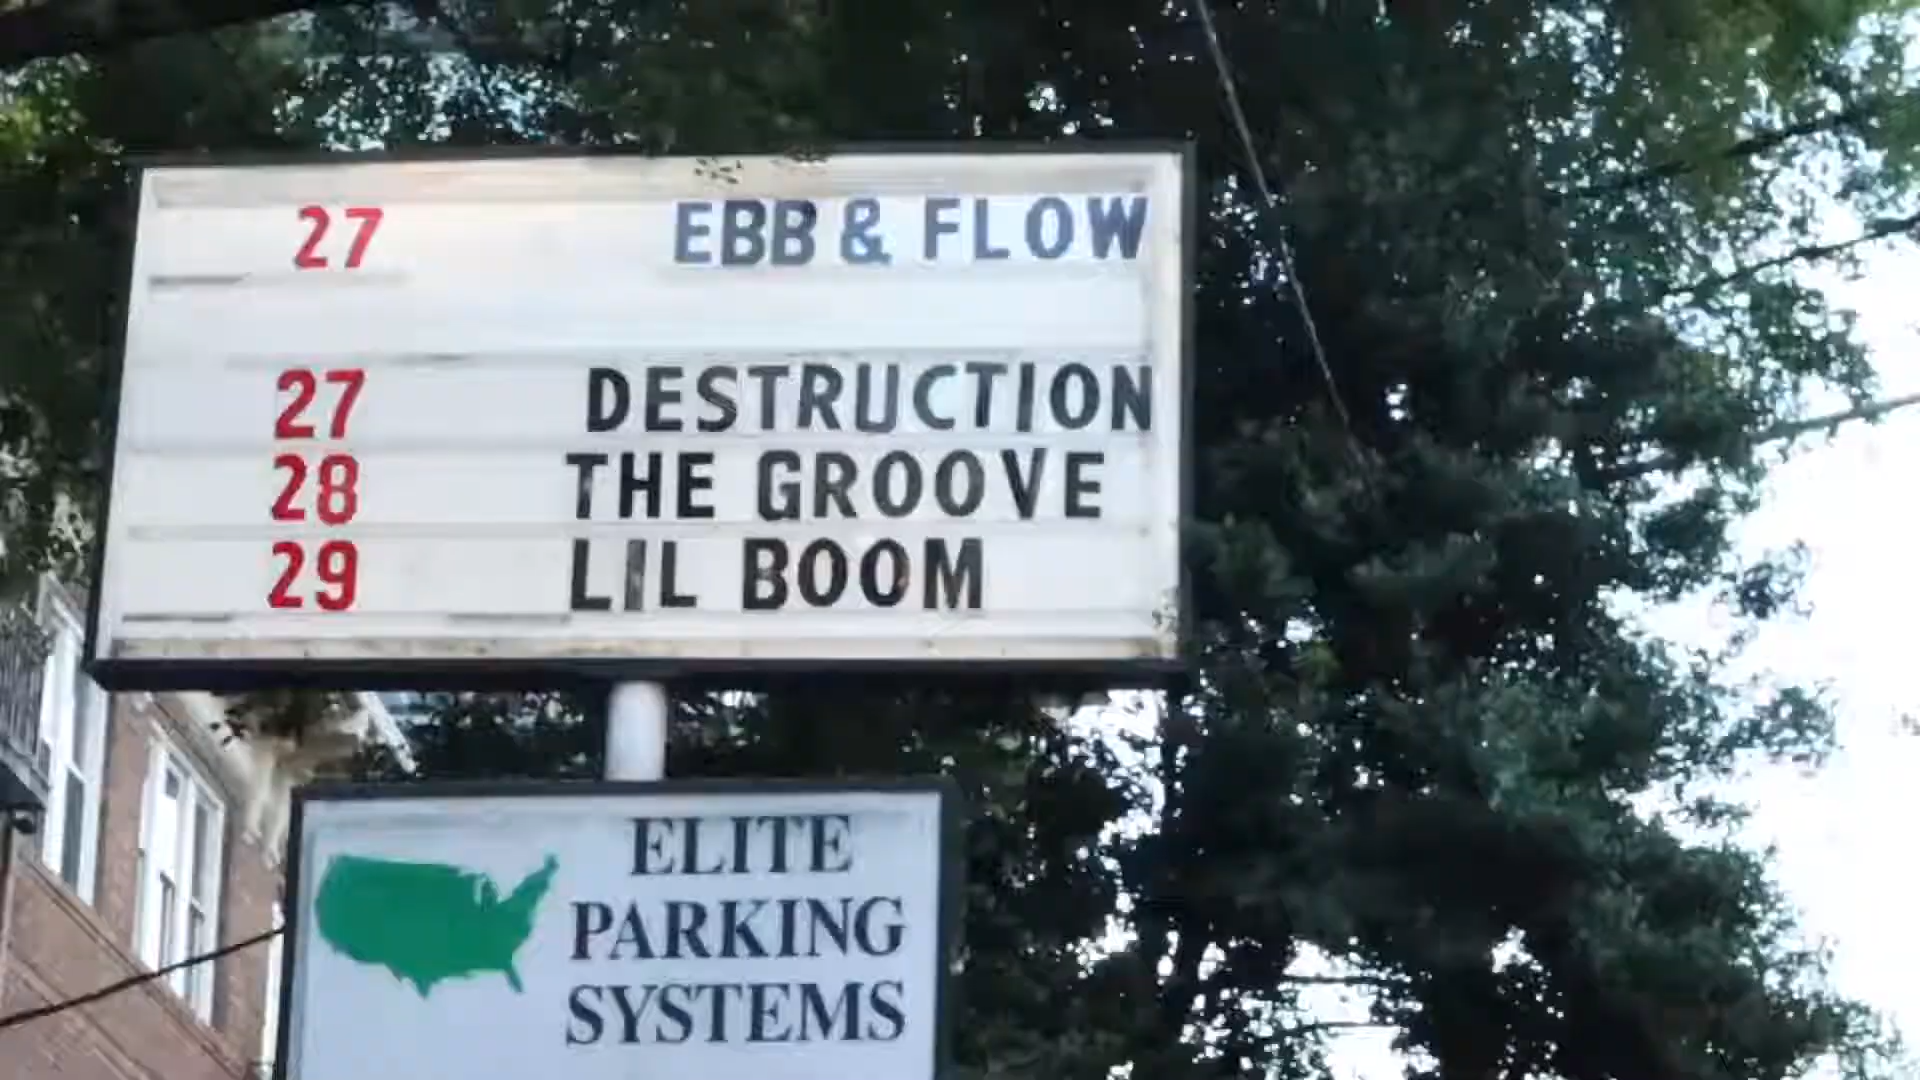 27 EBB & FLOW
27 DESTRUCTION
28 THE GROOVE
29 LIL BOOM
ELITE
PARKING
SYSTEMS